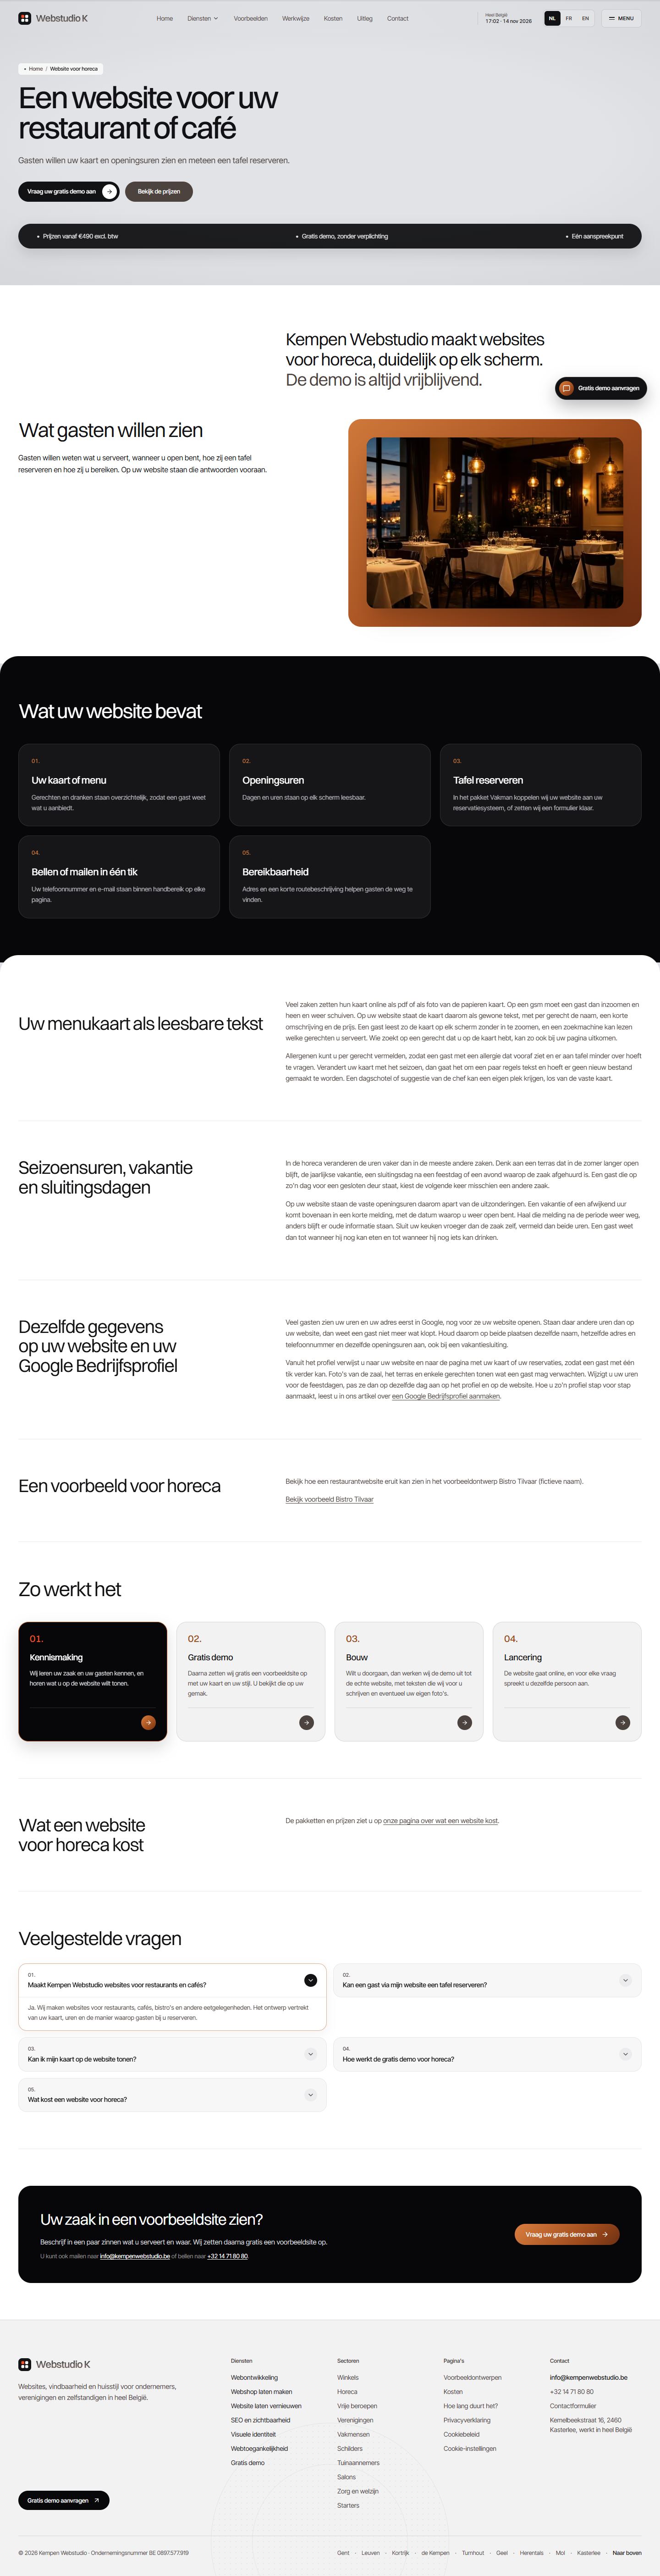 Webstudio K
Home
Diensten
Voorbeelden
Werkwijze
Kosten
Uitleg
Contact
Heel België
17:02 · 14 nov 2026
NL
FR
EN
MENU
Home / Website voor horeca
Een website voor uw
restaurant of café
Gasten willen uw kaart en openingsuren zien en meteen een tafel reserveren.
Vraag uw gratis demo aan
Bekijk de prijzen
Prijzen vanaf €490 excl. btw
Gratis demo, zonder verplichting
Eén aanspreekpunt
Kempen Webstudio maakt websites
voor horeca, duidelijk op elk scherm.
De demo is altijd vrijblijvend.
Gratis demo aanvragen
Wat gasten willen zien
Gasten willen weten wat u serveert, wanneer u open bent, hoe zij een tafel
reserveren en hoe zij u bereiken. Op uw website staan die antwoorden vooraan.
Wat uw website bevat
01.
Uw kaart of menu
Gerechten en dranken staan overzichtelijk, zodat een gast weet
wat u aanbiedt.
02.
Openingsuren
Dagen en uren staan op elk scherm leesbaar.
03.
Tafel reserveren
In het pakket Vakman koppelen wij uw website aan uw
reservatiesysteem, of zetten wij een formulier klaar.
04.
Bellen of mailen in één tik
Uw telefoonnummer en e-mail staan binnen handbereik op elke
pagina.
05.
Bereikbaarheid
Adres en een korte routebeschrijving helpen gasten de weg te
vinden.
Uw menukaart als leesbare tekst
Veel zaken zetten hun kaart online als pdf of als foto van de papieren kaart. Op een gsm moet een gast dan inzoomen en
heen en weer schuiven. Op uw website staat de kaart daarom als gewone tekst, met per gerecht de naam, een korte
omschrijving en de prijs. Een gast leest zo de kaart op elk scherm zonder in te zoomen, en een zoekmachine kan lezen
welke gerechten u serveert. Wie zoekt op een gerecht dat u op de kaart hebt, kan zo ook bij uw pagina uitkomen.
Allergenen kunt u per gerecht vermelden, zodat een gast met een allergie dat vooraf ziet en er aan tafel minder over hoeft
te vragen. Verandert uw kaart met het seizoen, dan gaat het om een paar regels tekst en hoeft er geen nieuw bestand
gemaakt te worden. Een dagschotel of suggestie van de chef kan een eigen plek krijgen, los van de vaste kaart.
Seizoensuren, vakantie
en sluitingsdagen
In de horeca veranderen de uren vaker dan in de meeste andere zaken. Denk aan een terras dat in de zomer langer open
blijft, de jaarlijkse vakantie, een sluitingsdag na een feestdag of een avond waarop de zaak afgehuurd is. Een gast die op
zo'n dag voor een gesloten deur staat, kiest de volgende keer misschien een andere zaak.
Op uw website staan de vaste openingsuren daarom apart van de uitzonderingen. Een vakantie of een afwijkend uur
komt bovenaan in een korte melding, met de datum waarop u weer open bent. Haal die melding na de periode weer weg,
anders blijft er oude informatie staan. Sluit uw keuken vroeger dan de zaak zelf, vermeld dan beide uren. Een gast weet
dan tot wanneer hij nog kan eten en tot wanneer hij nog iets kan drinken.
Dezelfde gegevens
op uw website en uw
Google Bedrijfsprofiel
Veel gasten zien uw uren en uw adres eerst in Google, nog voor ze uw website openen. Staan daar andere uren dan op
uw website, dan weet een gast niet meer wat klopt. Houd daarom op beide plaatsen dezelfde naam, hetzelfde adres en
telefoonnummer en dezelfde openingsuren aan, ook bij een vakantiesluiting.
Vanuit het profiel verwijst u naar uw website en naar de pagina met uw kaart of uw reservaties, zodat een gast met één
tik verder kan. Foto's van de zaal, het terras en enkele gerechten tonen wat een gast mag verwachten. Wijzigt u uw uren
voor de feestdagen, pas ze dan op dezelfde dag aan op het profiel en op de website. Hoe u zo'n profiel stap voor stap
aanmaakt, leest u in ons artikel over een Google Bedrijfsprofiel aanmaken.
Een voorbeeld voor horeca
Bekijk hoe een restaurantwebsite eruit kan zien in het voorbeeldontwerp Bistro Tilvaar (fictieve naam).
Bekijk voorbeeld Bistro Tilvaar
Zo werkt het
01.
Kennismaking
Wij leren uw zaak en uw gasten kennen, en
horen wat u op de website wilt tonen.
02.
Gratis demo
Daarna zetten wij gratis een voorbeeldsite op
met uw kaart en uw stijl. U bekijkt die op uw
gemak.
03.
Bouw
Wilt u doorgaan, dan werken wij de demo uit tot
de echte website, met teksten die wij voor u
schrijven en eventueel uw eigen foto's.
04.
Lancering
De website gaat online, en voor elke vraag
spreekt u dezelfde persoon aan.
Wat een website
voor horeca kost
De pakketten en prijzen ziet u op onze pagina over wat een website kost.
Veelgestelde vragen
01.
Maakt Kempen Webstudio websites voor restaurants en cafés?
Ja. Wij maken websites voor restaurants, cafés, bistro's en andere eetgelegenheden. Het ontwerp vertrekt
van uw kaart, uren en de manier waarop gasten bij u reserveren.
02.
Kan een gast via mijn website een tafel reserveren?
03.
Kan ik mijn kaart op de website tonen?
04.
Hoe werkt de gratis demo voor horeca?
05.
Wat kost een website voor horeca?
Uw zaak in een voorbeeldsite zien?
Beschrijf in een paar zinnen wat u serveert en waar. Wij zetten daarna gratis een voorbeeldsite op.
U kunt ook mailen naar info@kempenwebstudio.be of bellen naar +32 14 71 80 80.
Vraag uw gratis demo aan
Webstudio K
Websites, vindbaarheid en huisstijl voor ondernemers,
verenigingen en zelfstandigen in heel België.
Gratis demo aanvragen
Diensten
Webontwikkeling
Webshop laten maken
Website laten vernieuwen
SEO en zichtbaarheid
Visuele identiteit
Webtoegankelijkheid
Gratis demo
Sectoren
Winkels
Horeca
Vrije beroepen
Verenigingen
Vakmensen
Schilders
Tuinaannemers
Salons
Zorg en welzijn
Starters
Pagina's
Voorbeeldontwerpen
Kosten
Hoe lang duurt het?
Privacyverklaring
Cookiebeleid
Cookie-instellingen
Contact
info@kempenwebstudio.be
+32 14 71 80 80
Contactformulier
Kemelbeekstraat 16, 2460
Kasterlee, werkt in heel België
© 2026 Kempen Webstudio · Ondernemingsnummer BE 0897.577.919
Gent · Leuven · Kortrijk · de Kempen · Turnhout · Geel · Herentals · Mol · Kasterlee · Naar boven